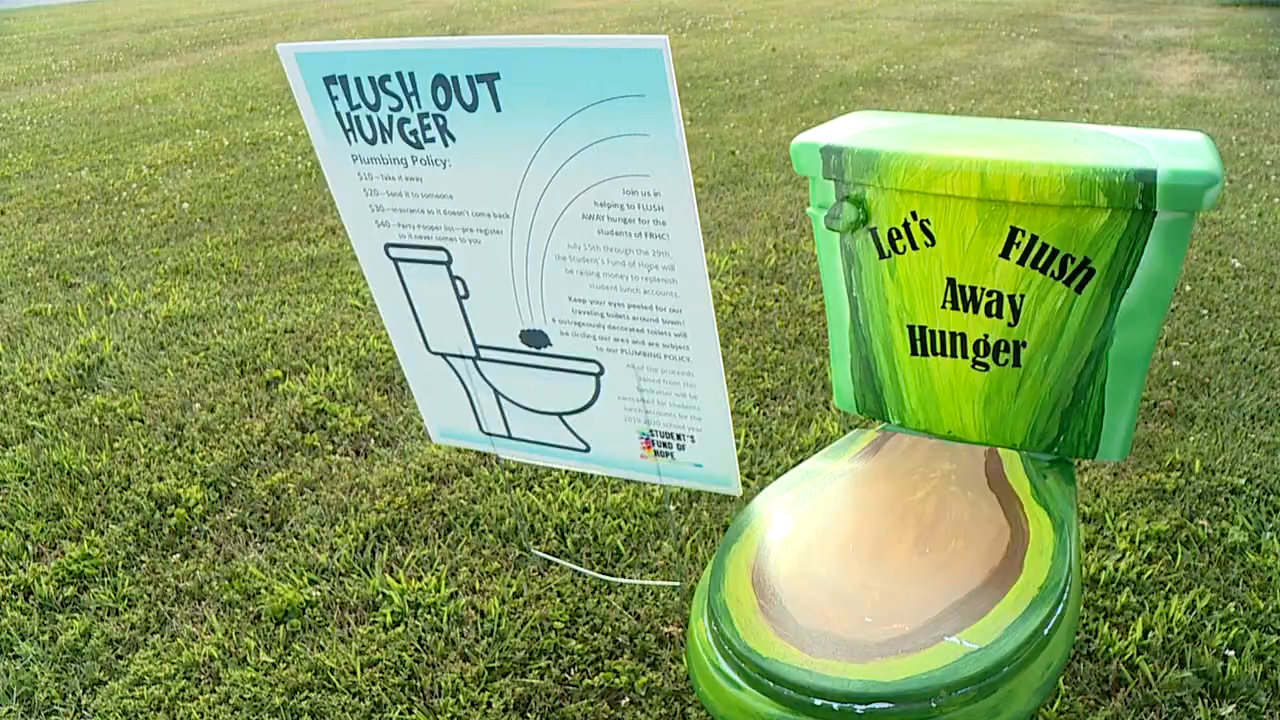 FLUSH OUT
HUNGER
Plumbing Policy:
$10—Take it away
$20—Send it to someone
$30—Insurance so it doesn't come back
$40—Party Pooper list—pre-register
so it never comes to you
Join us in
helping to FLUSH
AWAY hunger for the
students of FRHC!
July 15th through the 29th,
the Student's Fund of Hope will
be raising money to replenish
student lunch accounts.
Keep your eyes peeled for our
traveling toilets around town!
6 outrageously decorated toilets will
be circling our area and are subject
to our PLUMBING POLICY.
All of the proceeds
raised from this
fundraiser will be
earmarked for students
lunch accounts for the
2019-2020 school year
STUDENT'S
FUND OF
HOPE
Let's Flush
Away
Hunger